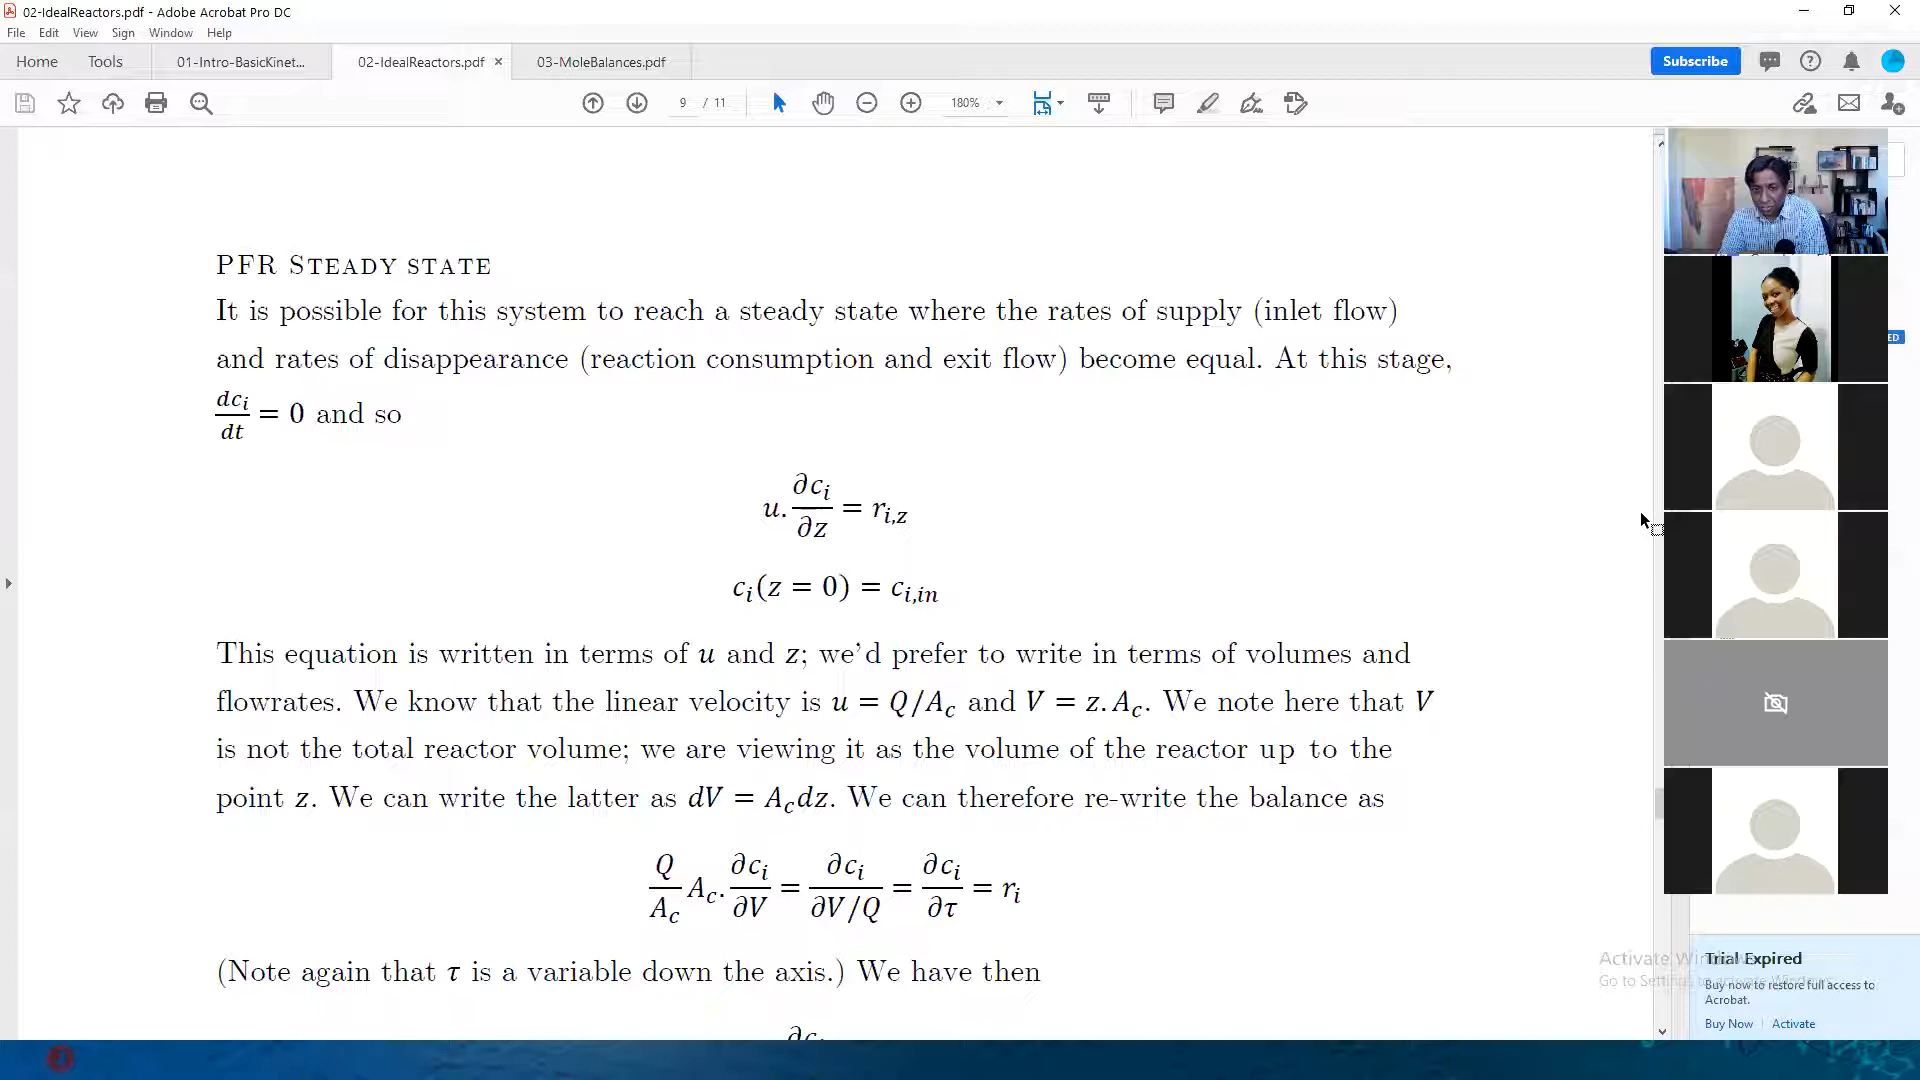 02-IdealReactors.pdf - Adobe Acrobat Pro DC
File Edit View Sign Window Help
Home Tools 01-Intro-BasicKinet... 02-IdealReactors.pdf × 03-MoleBalances.pdf Subscribe
9 / 11 180%
PFR STEADY STATE
It is possible for this system to reach a steady state where the rates of supply (inlet flow)
and rates of disappearance (reaction consumption and exit flow) become equal. At this stage,
dc_i/dt = 0 and so
u. ∂c_i/∂z = r_{i,z}
c_i(z = 0) = c_{i,in}
This equation is written in terms of u and z; we'd prefer to write in terms of volumes and
flowrates. We know that the linear velocity is u = Q/A_c and V = z. A_c. We note here that V
is not the total reactor volume; we are viewing it as the volume of the reactor up to the
point z. We can write the latter as dV = A_c dz. We can therefore re-write the balance as
Q/A_c A_c. ∂c_i/∂V = ∂c_i/∂V/Q = ∂c_i/∂τ = r_i
(Note again that τ is a variable down the axis.) We have then
ED
Trial Expired
Buy now to restore full access to
Acrobat.
Buy Now Activate
Activate Windows
Go to Settings to activate Windows.